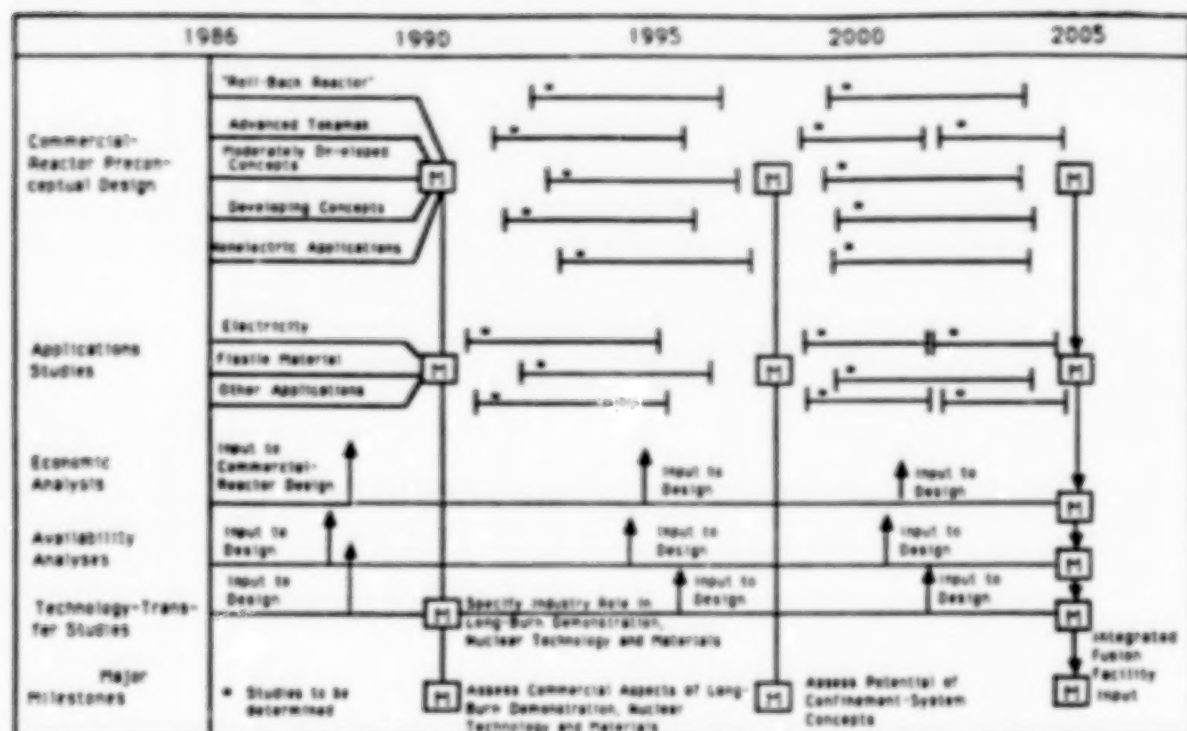 1986 1990 1995 2000 2005
Commercial-
Reactor Precon-
ceptual Design
"Roll-Back Reactor"
Advanced Tokamak
Moderately Developed
Concepts
Developing Concepts
Nonelectric Applications
M M M
* * * * * * * * * * *
Applications
Studies
Electricity
Fissile Material
Other Applications
M M M
* * * * * * * *
Economic
Analysis
Input to
Commercial-
Reactor Design
Input to
Design
Input to
Design
M
Availability
Analyses
Input to
Design
Input to
Design
Input to
Design
M
Technology-Trans-
fer Studies
Input to
Design
M
Specify Industry Role in
Long-Burn Demonstration,
Nuclear Technology and Materials
Input to
Design
Input to
Design
M
Major
Milestones
* Studies to be
determined
M
Assess Commercial Aspects of Long-
Burn Demonstration, Nuclear
Technology and Materials
M
Assess Potential of
Confinement-System
Concepts
M
Integrated
Fusion
Facility
Input